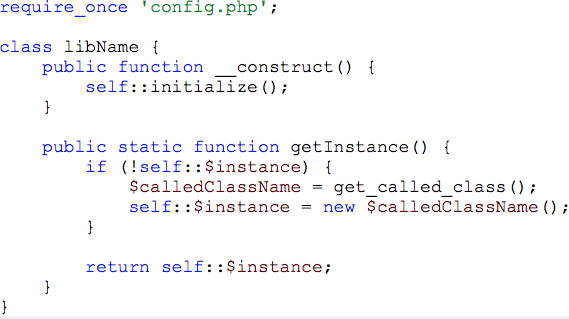 require_once 'config.php';

class libName {
    public function __construct() {
        self::initialize();
    }

    public static function getInstance() {
        if (!self::$instance) {
            $calledClassName = get_called_class();
            self::$instance = new $calledClassName();
        }

        return self::$instance;
    }
}